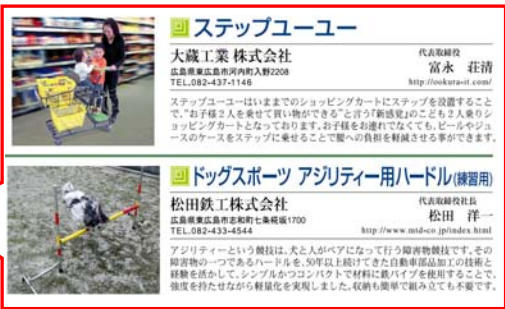 ステップユーユー
大蔵工業 株式会社
広島県東広島市河内町入野2208
TEL.082-437-1146
代表取締役
富永 荘清
http://ookura-it.com/
ステップユーユーはいままでのショッピングカートにステップを設置すること
で、"お子様2人を乗せて買い物ができる"と言う『新感覚』のこども2人乗りシ
ョッピングカートとなっております。お子様をお連れでなくても、ビールやジュ
ースのケースをステップに乗せることで腰への負担を軽減させる事ができます。
ドッグスポーツ アジリティー用ハードル(練習用)
松田鉄工株式会社
広島県東広島市志和町七条椛坂1700
TEL.082-433-4544
代表取締役社長
松田 洋一
http://www.mtd-co.jp/index.html
アジリティーという競技は、犬と人がペアになって行う障害物競技です。その
障害物の一つであるハードルを、50年以上続けてきた自動車部品加工の技術と
経験を活かして、シンプルかつコンパクトで材料に鉄パイプを使用することで、
強度を持たせながら軽量化を実現しました。収納も簡単で組み立ても不要です。